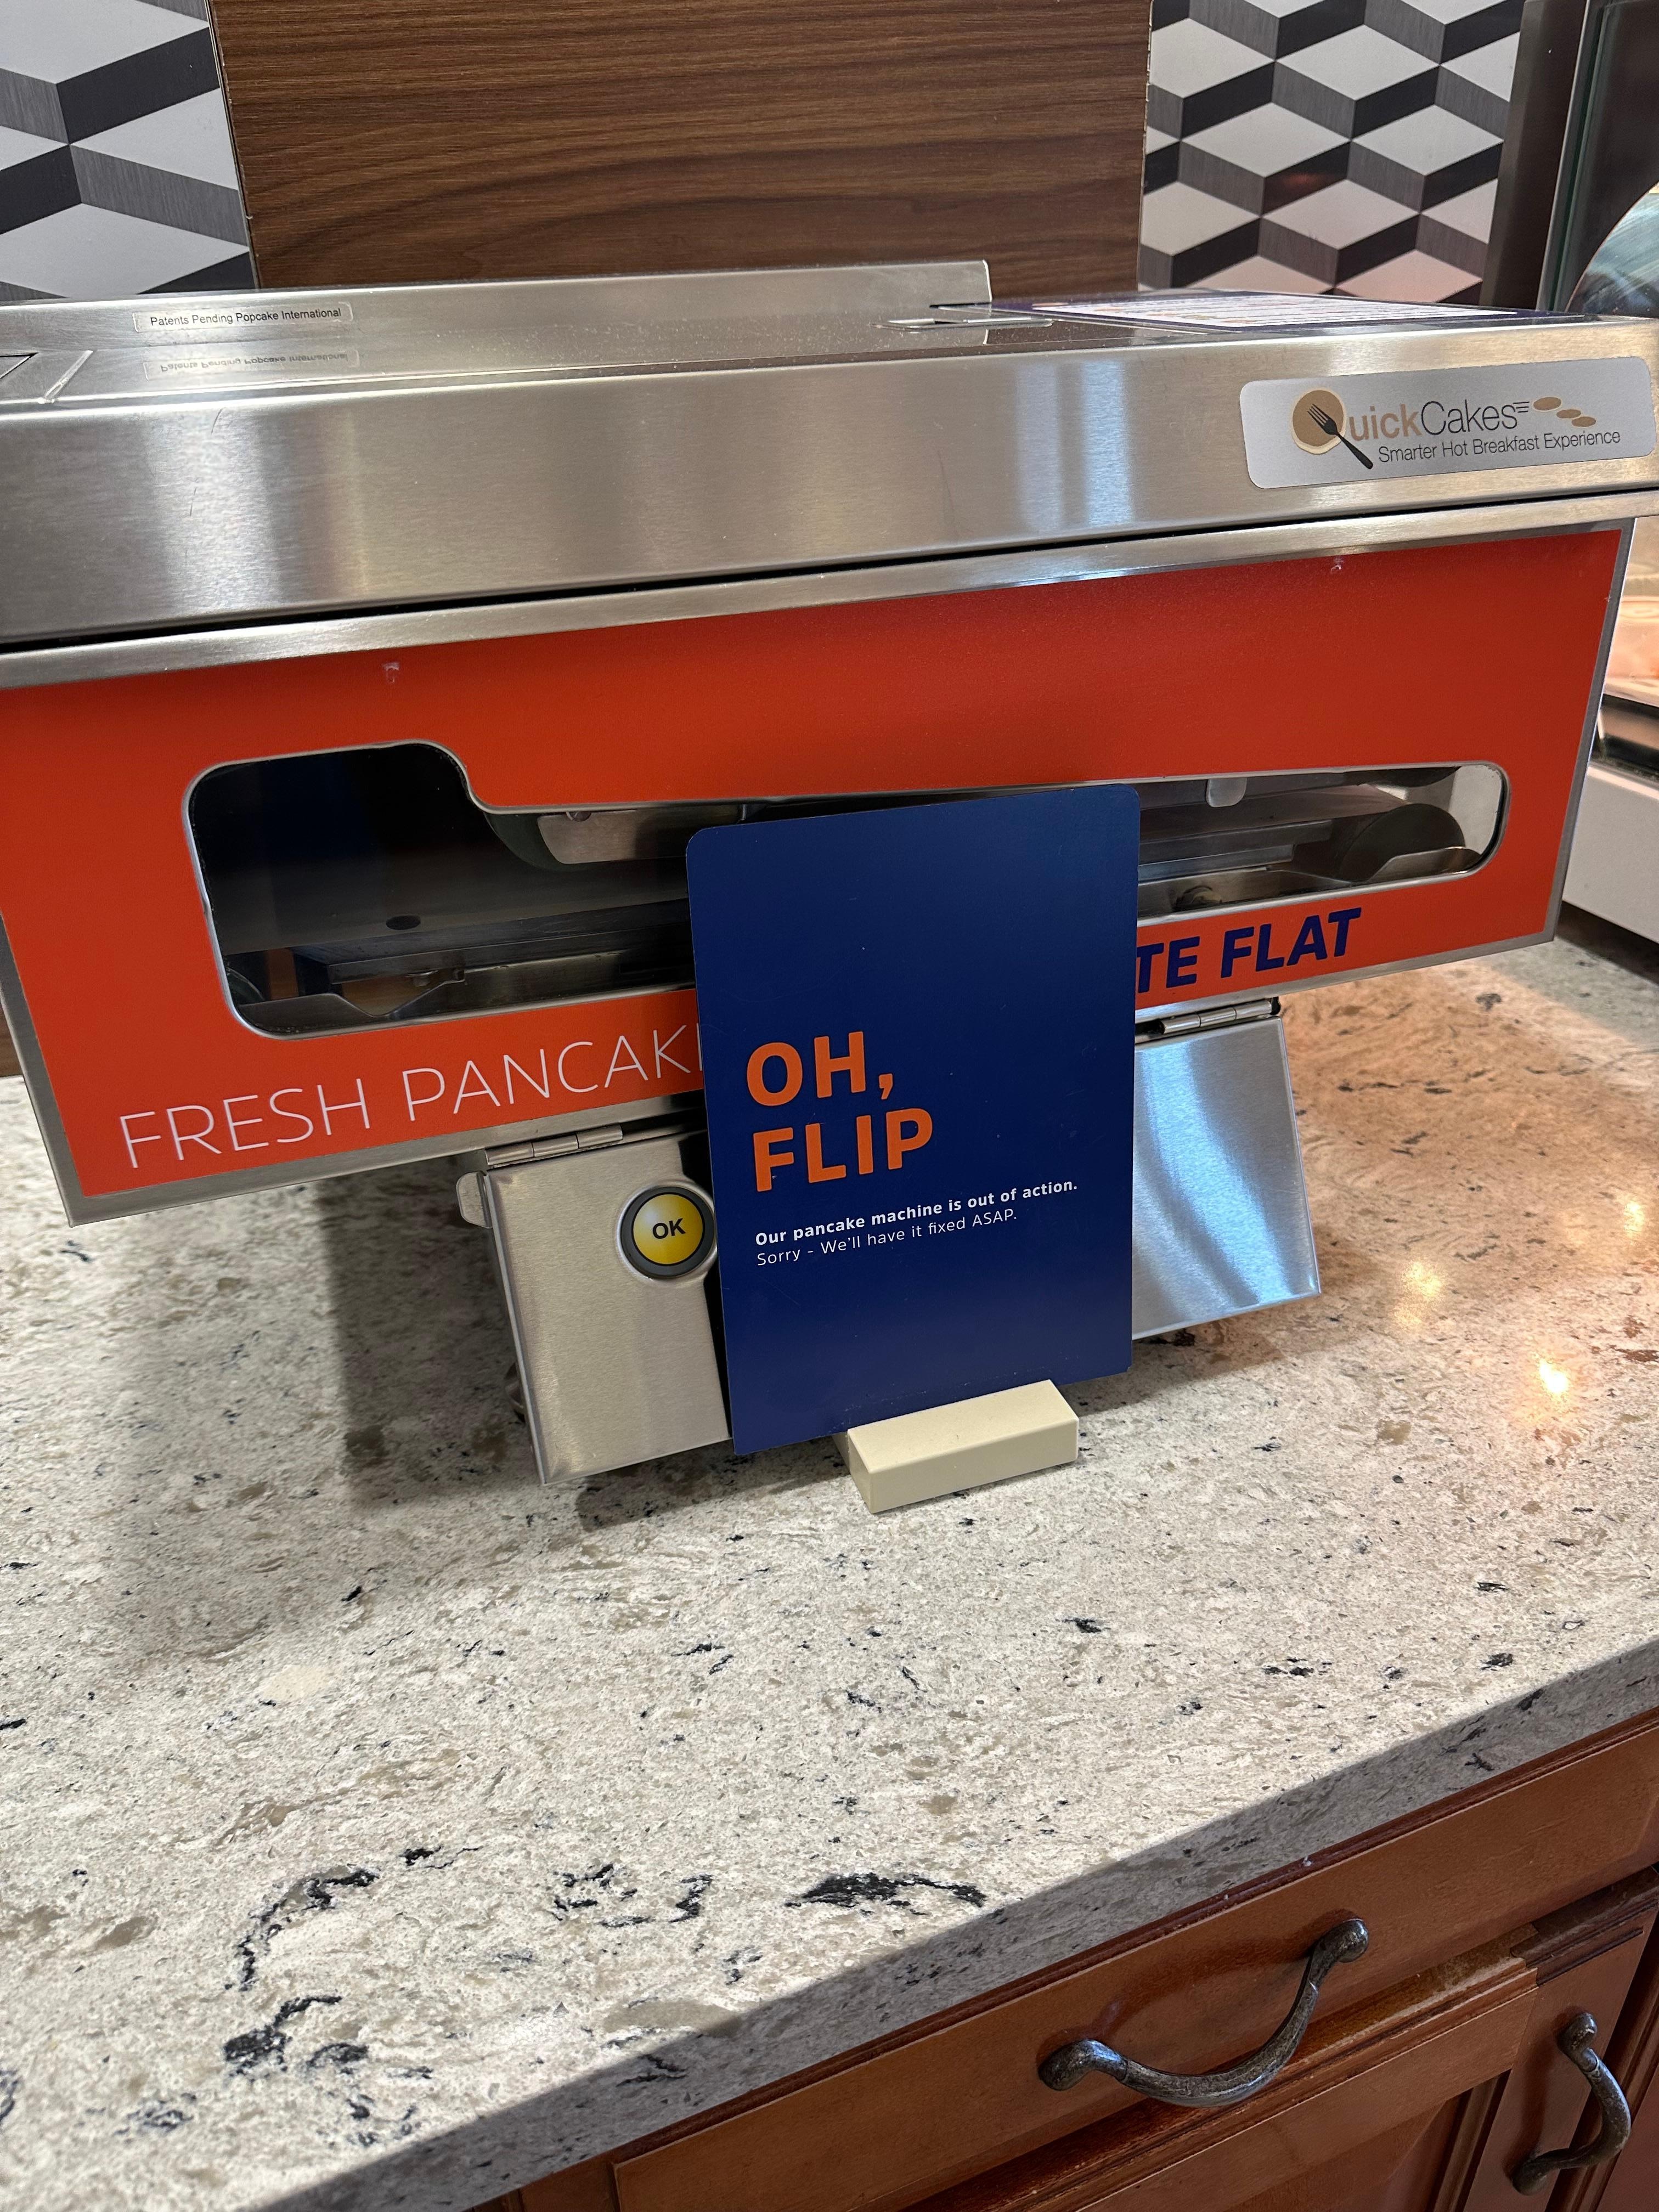 Patents Pending Popcake International
QuickCakes
Smarter Hot Breakfast Experience
FRESH PANCAK
TE FLAT
OK
OH,
FLIP
Our pancake machine is out of action.
Sorry - We'll have it fixed ASAP.